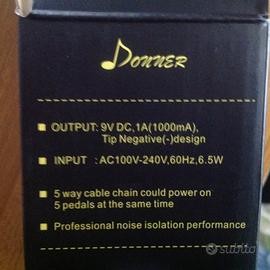 DONNER
OUTPUT: 9V DC,1A(1000mA),
Tip Negative(-)design
INPUT :AC100V-240V,60Hz,6.5W
5 way cable chain could power on
5 pedals at the same time
Professional noise isolation performance
subito